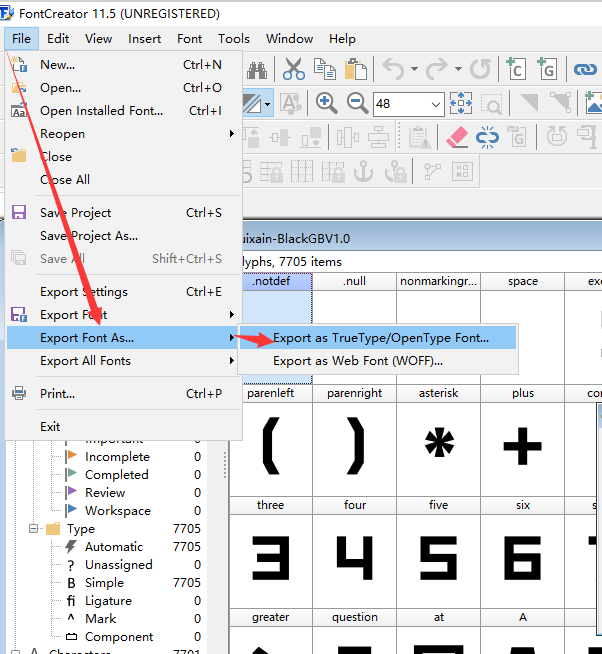 FontCreator 11.5 (UNREGISTERED)
File Edit View Insert Font Tools Window Help
New... Ctrl+N
Open... Ctrl+O
Open Installed Font... Ctrl+I
Reopen
Close
Close All
Save Project Ctrl+S
Save Project As...
Save All Shift+Ctrl+S
Export Settings Ctrl+E
Export Font
Export Font As...
Export All Fonts
Print... Ctrl+P
Exit
Export as TrueType/OpenType Font...
Export as Web Font (WOFF)...
48
uixain-BlackGBV1.0
lyphs, 7705 items
.notdef .null nonmarkingr... space exc
parenleft parenright asterisk plus
( ) * +
three four five six s
3 4 5 6
greater question at A
Important 0
Incomplete 0
Completed 0
Review 0
Workspace 0
Type 7705
Automatic 7705
? Unassigned 0
B Simple 7705
fi Ligature 0
^ Mark 0
Component 0
Characters 7701